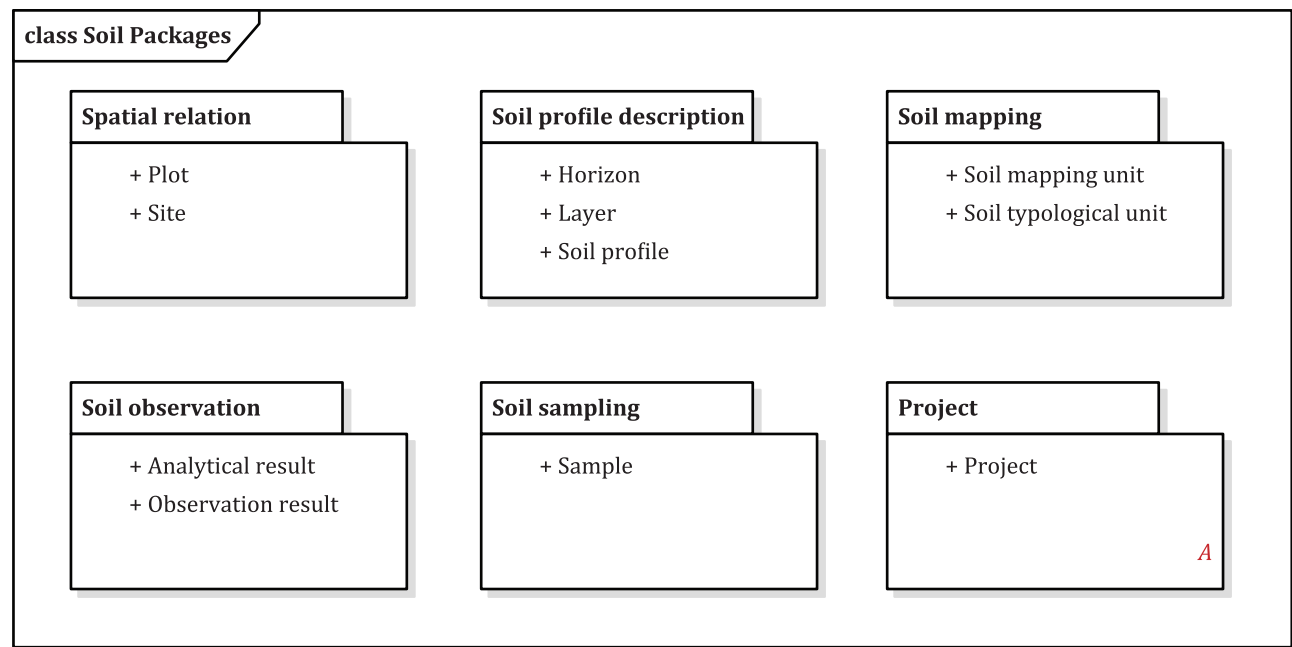 class Soil Packages
Spatial relation
+ Plot
+ Site
Soil profile description
+ Horizon
+ Layer
+ Soil profile
Soil mapping
+ Soil mapping unit
+ Soil typological unit
Soil observation
+ Analytical result
+ Observation result
Soil sampling
+ Sample
Project
+ Project
A